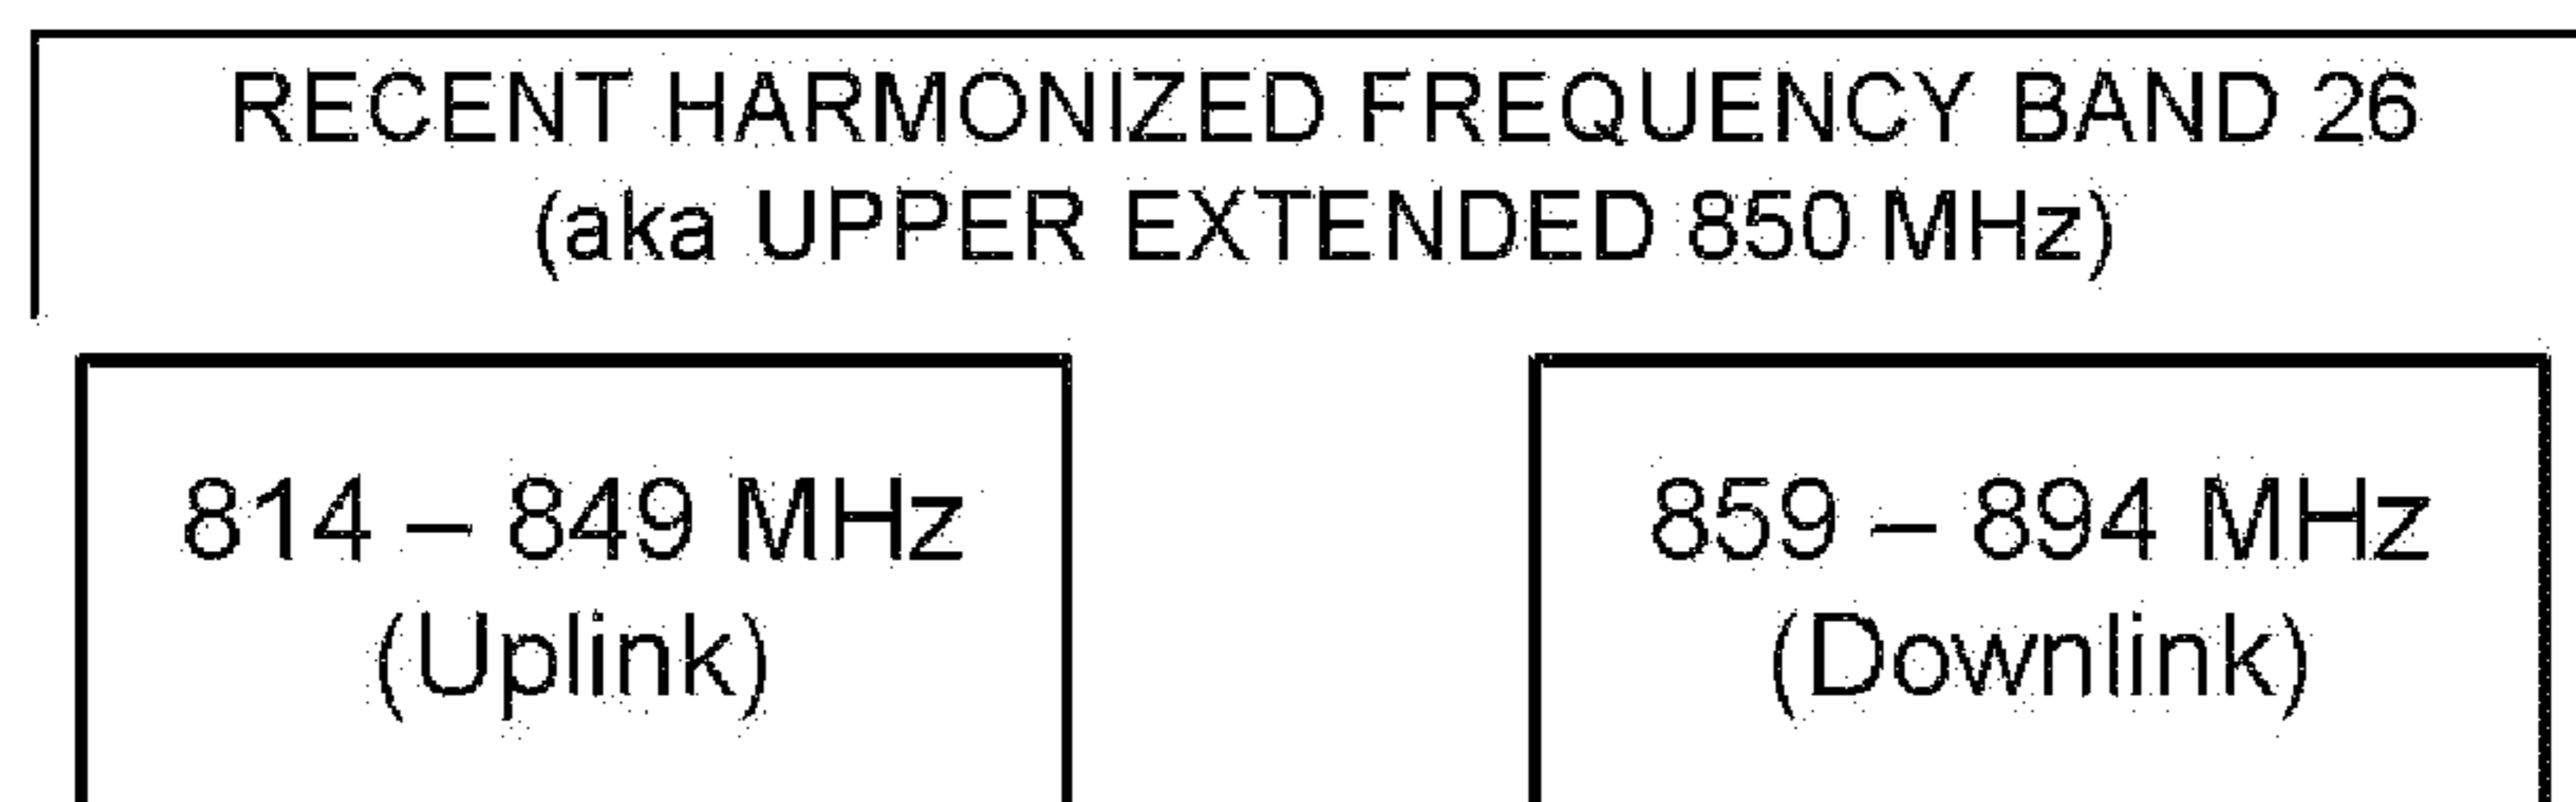 RECENT HARMONIZED FREQUENCY BAND 26
(aka UPPER EXTENDED 850 MHz)
814 – 849 MHz
(Uplink)
859 – 894 MHz
(Downlink)